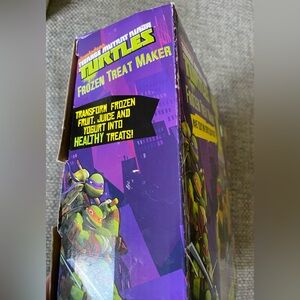 TEENAGE MUTANT NINJA
TURTLES
FROZEN TREAT MAKER
TRANSFORM FROZEN
FRUIT, JUICE AND
YOGURT INTO
HEALTHY TREATS!